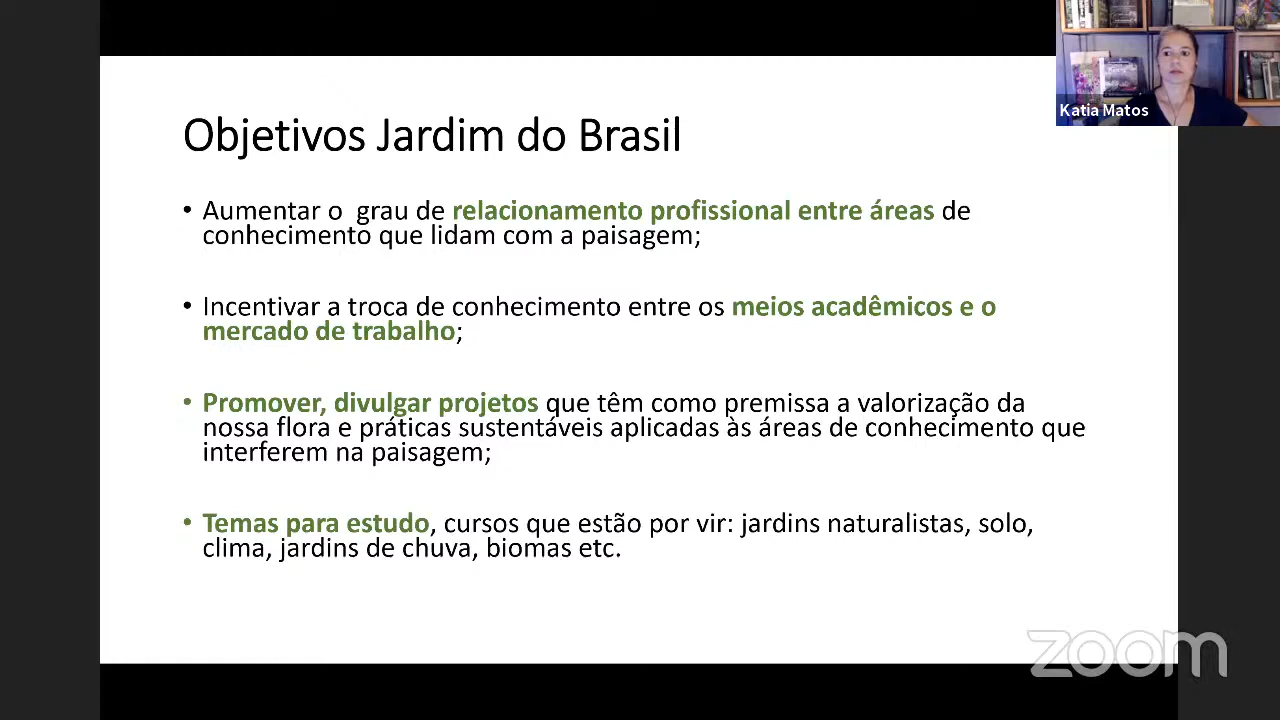 Katia Matos
Objetivos Jardim do Brasil
• Aumentar o grau de relacionamento profissional entre áreas de
conhecimento que lidam com a paisagem;
• Incentivar a troca de conhecimento entre os meios acadêmicos e o
mercado de trabalho;
• Promover, divulgar projetos que têm como premissa a valorização da
nossa flora e práticas sustentáveis aplicadas às áreas de conhecimento que
interferem na paisagem;
• Temas para estudo, cursos que estão por vir: jardins naturalistas, solo,
clima, jardins de chuva, biomas etc.
zoom